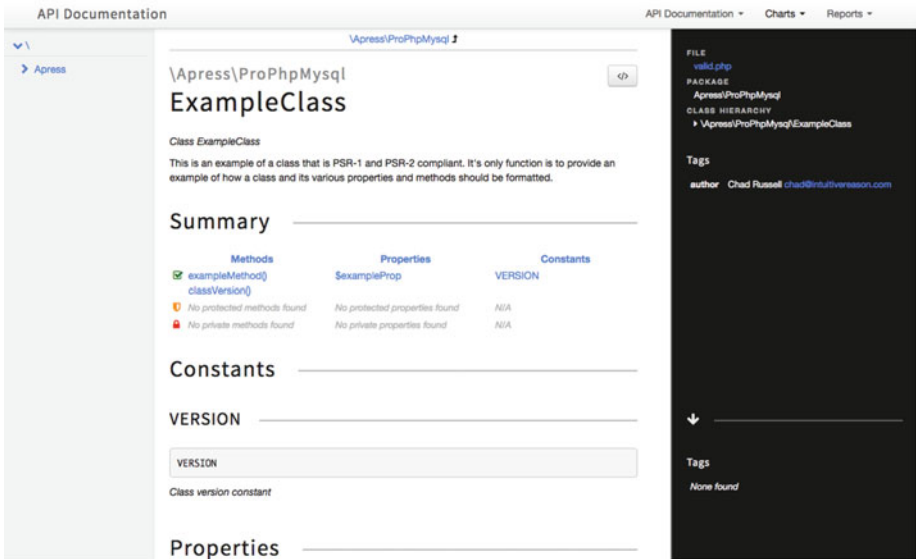 API Documentation
API Documentation Charts Reports
\
Apress
\Apress\ProPhpMysql
\Apress\ProPhpMysql
</>
ExampleClass
Class ExampleClass
This is an example of a class that is PSR-1 and PSR-2 compliant. It's only function is to provide an
example of how a class and its various properties and methods should be formatted.
Summary
Methods Properties Constants
exampleMethod() $exampleProp VERSION
classVersion()
No protected methods found No protected properties found N/A
No private methods found No private properties found N/A
Constants
VERSION
VERSION
Class version constant
Properties
FILE
valid.php
PACKAGE
Apress\ProPhpMysql
CLASS HIERARCHY
\Apress\ProPhpMysql\ExampleClass
Tags
author Chad Russell chad@intuitivereason.com
Tags
None found